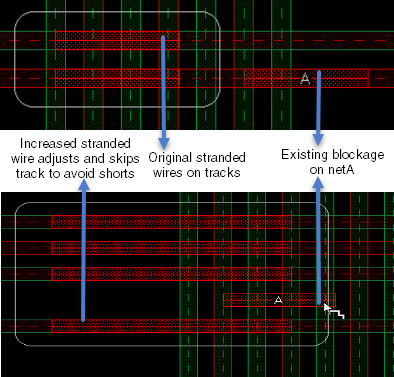 A
Increased stranded
wire adjusts and skips
track to avoid shorts
Original stranded
wires on tracks
Existing blockage
on netA
A